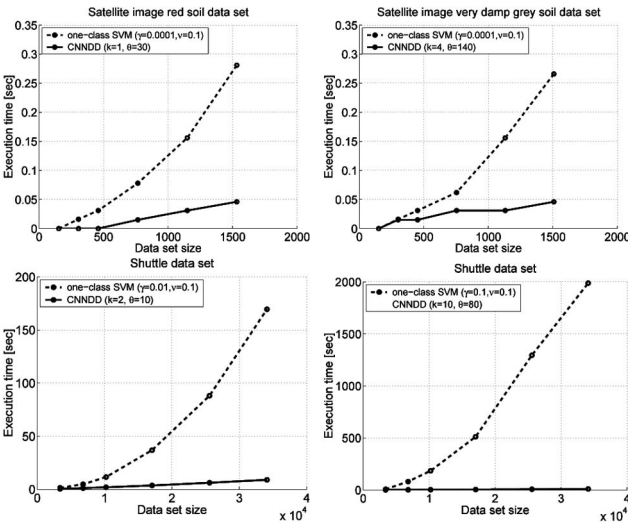 Satellite image red soil data set
Execution time [sec]
0.35
0.3
0.25
0.2
0.15
0.1
0.05
0
one-class SVM (γ=0.0001,ν=0.1)
CNNDD (k=1, θ=30)
0 500 1000 1500 2000
Data set size
Satellite image very damp grey soil data set
Execution time [sec]
0.35
0.3
0.25
0.2
0.15
0.1
0.05
0
one-class SVM (γ=0.0001,ν=0.1)
CNNDD (k=4, θ=140)
0 500 1000 1500 2000
Data set size
Shuttle data set
Execution time [sec]
200
150
100
50
0
one-class SVM (γ=0.01,ν=0.1)
CNNDD (k=2, θ=10)
0 1 2 3 4
Data set size
x 10^4
Shuttle data set
Execution time [sec]
2000
1500
1000
500
0
one-class SVM (γ=0.1,ν=0.1)
CNNDD (k=10, θ=80)
0 1 2 3 4
Data set size
x 10^4